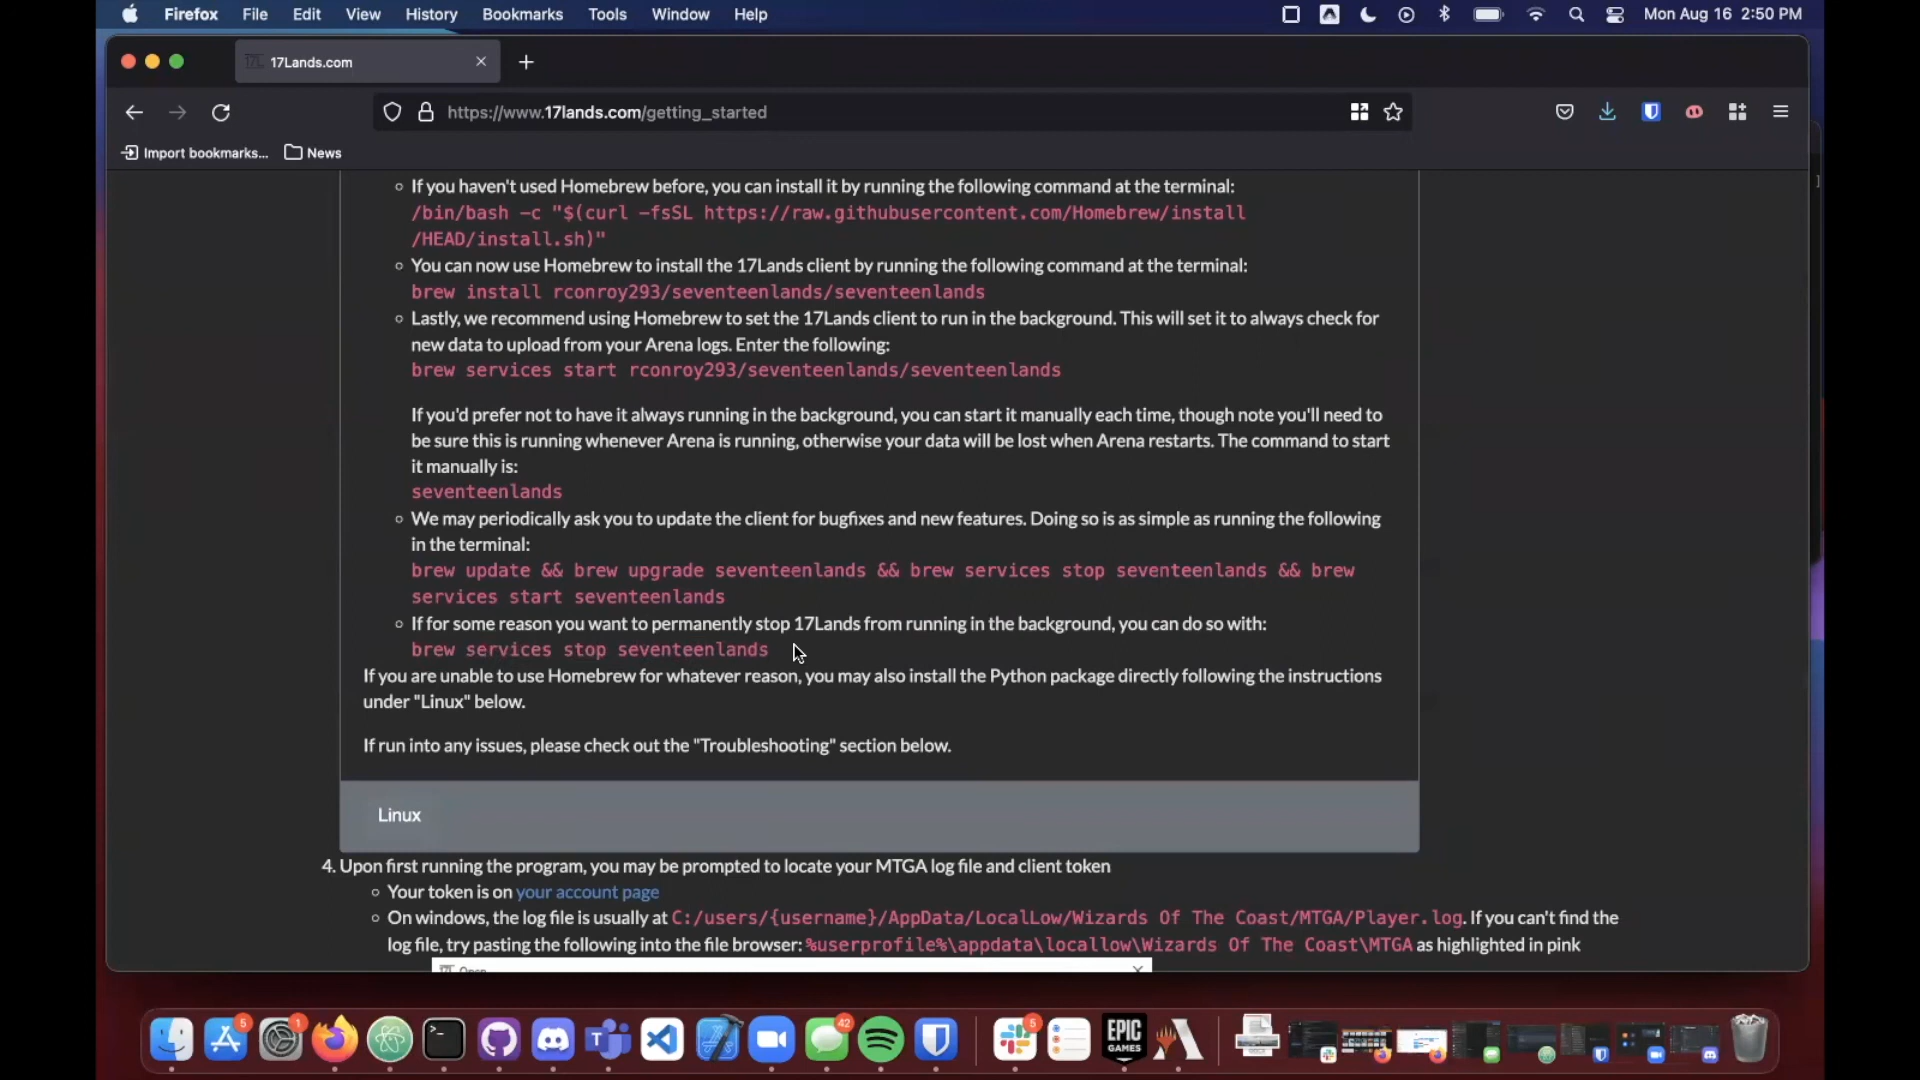 Firefox File Edit View History Bookmarks Tools Window Help Mon Aug 16 2:50 PM
17Lands.com
https://www.17lands.com/getting_started
Import bookmarks... News
If you haven't used Homebrew before, you can install it by running the following command at the terminal:
/bin/bash -c "$(curl -fsSL https://raw.githubusercontent.com/Homebrew/install
/HEAD/install.sh)"
You can now use Homebrew to install the 17Lands client by running the following command at the terminal:
brew install rconroy293/seventeenlands/seventeenlands
Lastly, we recommend using Homebrew to set the 17Lands client to run in the background. This will set it to always check for
new data to upload from your Arena logs. Enter the following:
brew services start rconroy293/seventeenlands/seventeenlands
If you'd prefer not to have it always running in the background, you can start it manually each time, though note you'll need to
be sure this is running whenever Arena is running, otherwise your data will be lost when Arena restarts. The command to start
it manually is:
seventeenlands
We may periodically ask you to update the client for bugfixes and new features. Doing so is as simple as running the following
in the terminal:
brew update && brew upgrade seventeenlands && brew services stop seventeenlands && brew
services start seventeenlands
If for some reason you want to permanently stop 17Lands from running in the background, you can do so with:
brew services stop seventeenlands
If you are unable to use Homebrew for whatever reason, you may also install the Python package directly following the instructions
under "Linux" below.
If run into any issues, please check out the "Troubleshooting" section below.
Linux
4. Upon first running the program, you may be prompted to locate your MTGA log file and client token
Your token is on your account page
On windows, the log file is usually at C:/users/{username}/AppData/LocalLow/Wizards Of The Coast/MTGA/Player.log. If you can't find the
log file, try pasting the following into the file browser: %userprofile%\appdata\locallow\Wizards Of The Coast\MTGA as highlighted in pink
5 1 42 5
EPIC
GAMES